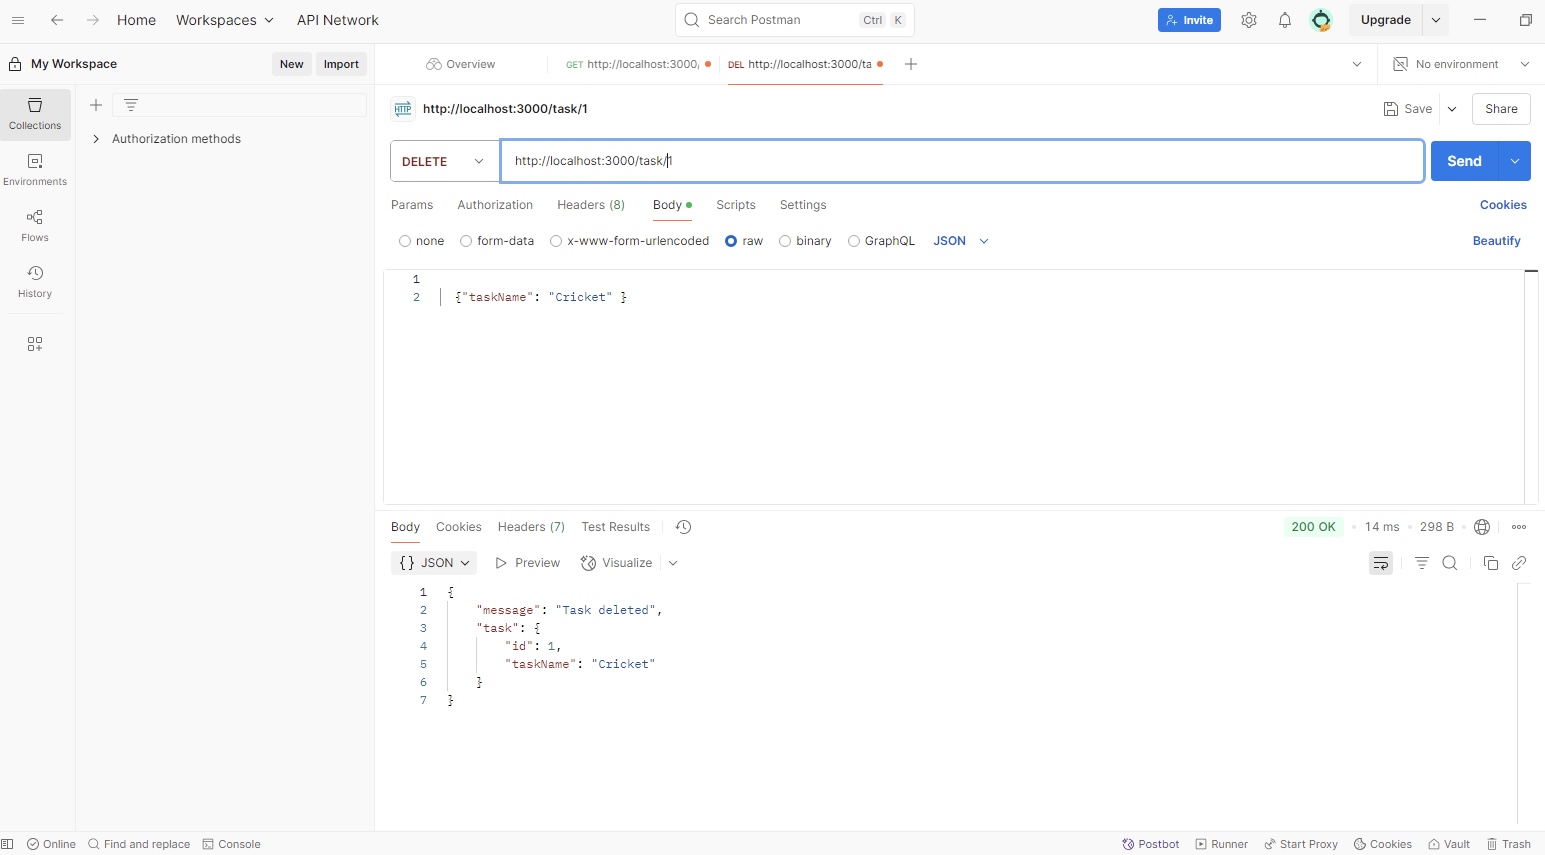 Home Workspaces API Network Search Postman Ctrl K Invite Upgrade
My Workspace New Import Overview GET http://localhost:3000, DEL http://localhost:3000/ta No environment
Collections
Authorization methods
Environments
Flows
History
HTTP http://localhost:3000/task/1 Save Share
DELETE http://localhost:3000/task/1 Send
Params Authorization Headers (8) Body Scripts Settings Cookies
none form-data x-www-form-urlencoded raw binary GraphQL JSON Beautify
1
2 {"taskName": "Cricket" }
Body Cookies Headers (7) Test Results 200 OK 14 ms 298 B
{} JSON Preview Visualize
1 {
2 "message": "Task deleted",
3 "task": {
4 "id": 1,
5 "taskName": "Cricket"
6 }
7 }
Online Find and replace Console Postbot Runner Start Proxy Cookies Vault Trash